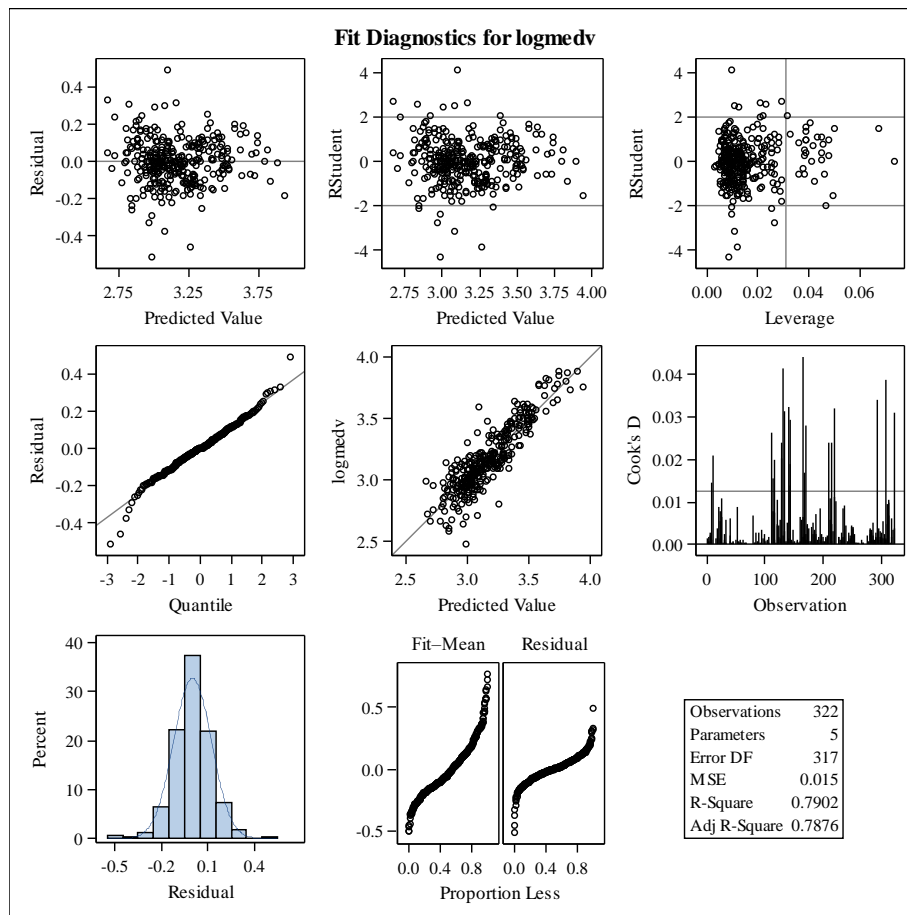 Fit Diagnostics for logmedv
0.4
0.2
0.0
-0.2
-0.4
Residual
2.75 3.25 3.75
Predicted Value
4
2
0
-2
-4
RStudent
2.75 3.00 3.25 3.50 3.75 4.00
Predicted Value
4
2
0
-2
-4
RStudent
0.00 0.02 0.04 0.06
Leverage
0.4
0.2
0.0
-0.2
-0.4
Residual
-3 -2 -1 0 1 2 3
Quantile
4.0
3.5
3.0
2.5
logmedv
2.5 3.0 3.5 4.0
Predicted Value
0.04
0.03
0.02
0.01
0.00
Cook's D
0 100 200 300
Observation
40
30
20
10
0
Percent
-0.5 -0.2 0.1 0.4
Residual
Fit–Mean Residual
0.5
0.0
-0.5
0.0 0.4 0.8 0.0 0.4 0.8
Proportion Less
Observations 322
Parameters 5
Error DF 317
MSE 0.015
R-Square 0.7902
Adj R-Square 0.7876